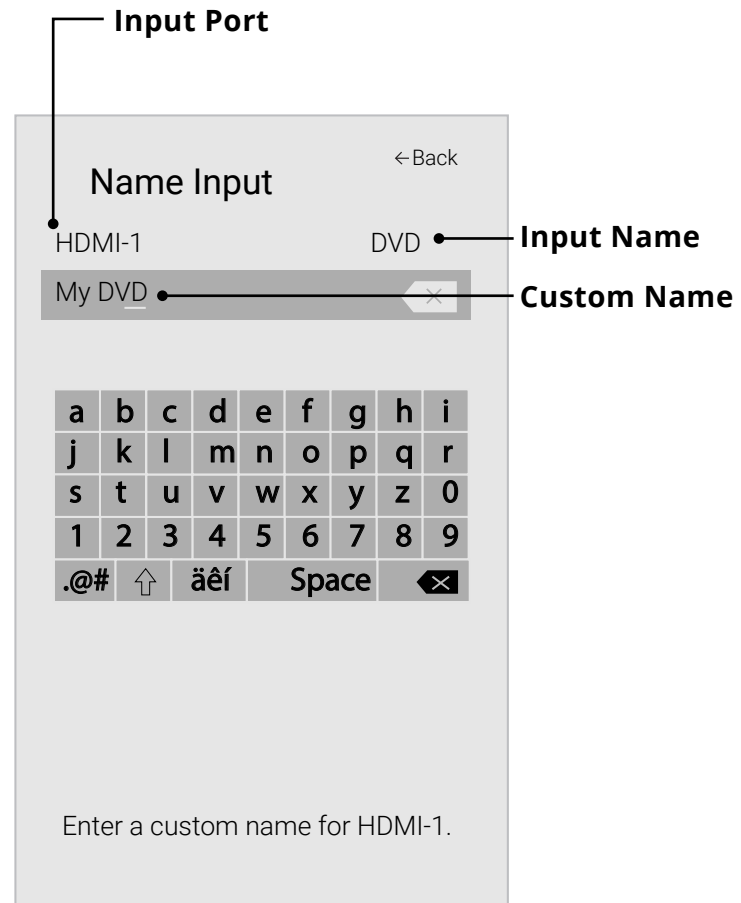 Input Port
←Back
Name Input
HDMI-1 DVD Input Name
My DVD Custom Name
a b c d e f g h i
j k l m n o p q r
s t u v w x y z 0
1 2 3 4 5 6 7 8 9
.@# äêí Space
Enter a custom name for HDMI-1.